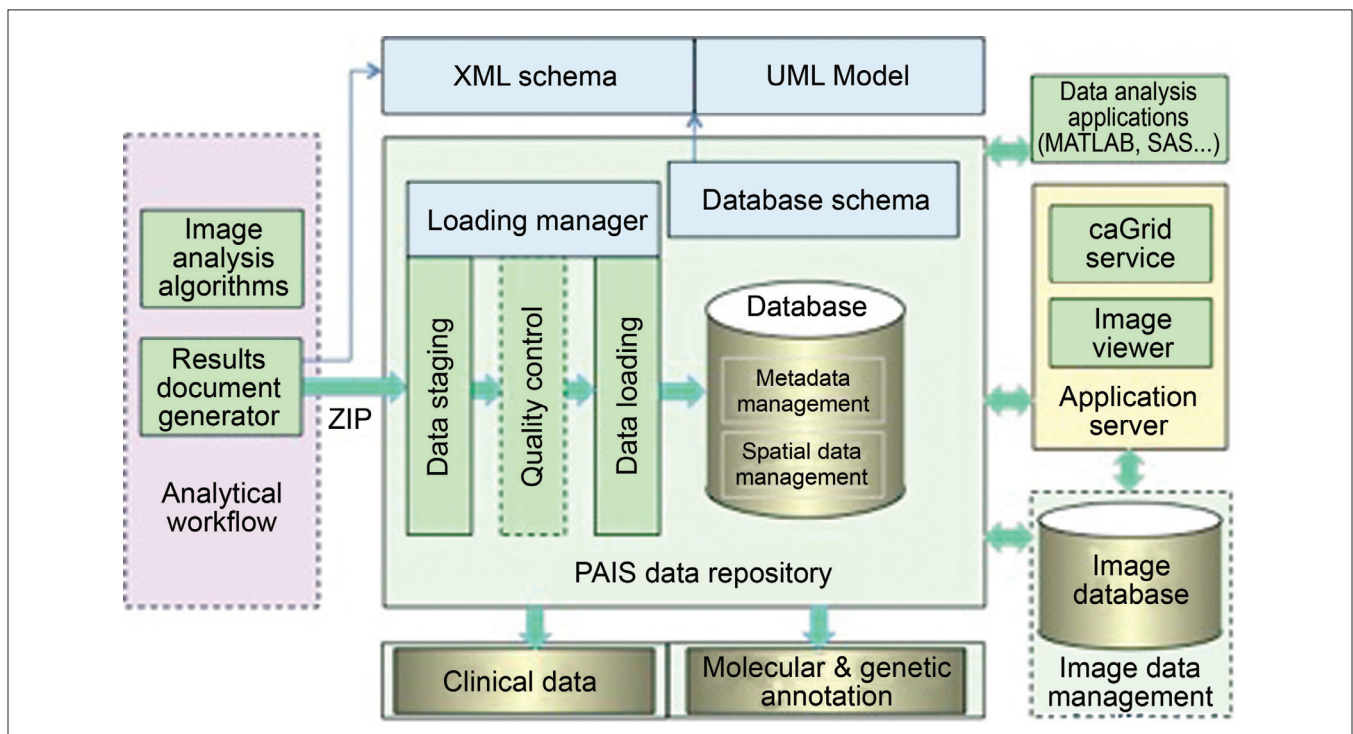 XML schema
UML Model
Data analysis
applications
(MATLAB, SAS...)
Image
analysis
algorithms
Results
document
generator
Analytical
workflow
ZIP
Loading manager
Database schema
Data staging
Quality control
Data loading
Database
Metadata
management
Spatial data
management
PAIS data repository
caGrid
service
Image
viewer
Application
server
Image
database
Image data
management
Clinical data
Molecular & genetic
annotation